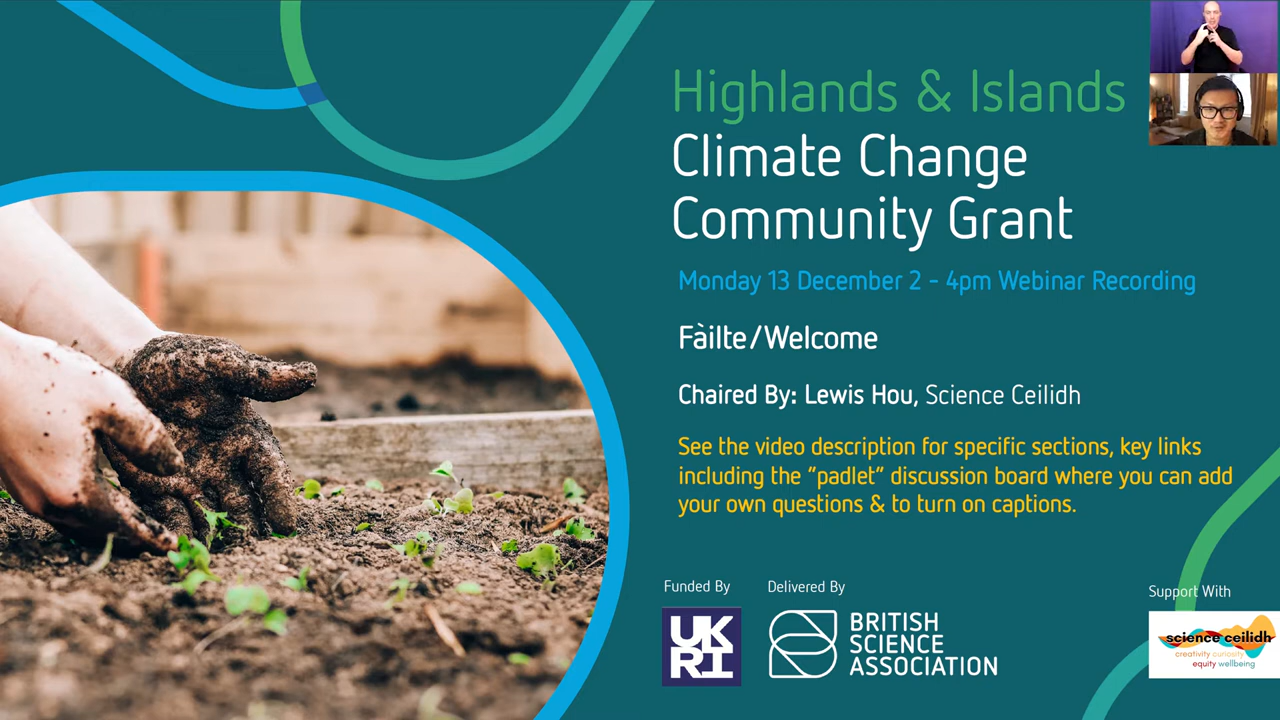 Highlands & Islands
Climate Change
Community Grant
Monday 13 December 2 - 4pm Webinar Recording
Fàilte/Welcome
Chaired By: Lewis Hou, Science Ceilidh
See the video description for specific sections, key links
including the "padlet" discussion board where you can add
your own questions & to turn on captions.
Funded By
UK
RI
Delivered By
BRITISH
SCIENCE
ASSOCIATION
Support With
science ceilidh
creativity curiosity
equity wellbeing